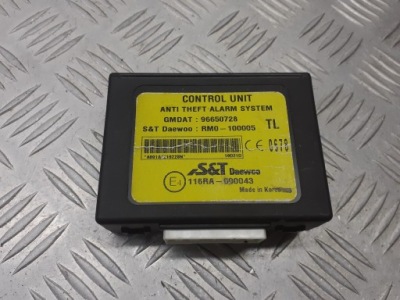 CONTROL UNIT
ANTI THEFT ALARM SYSTEM
GMDAT : 96650728
S&T Daewoo : RM0-100005 TL
CE 0678
S&T Daewoo
E4 116RA-000043
Made in Korea